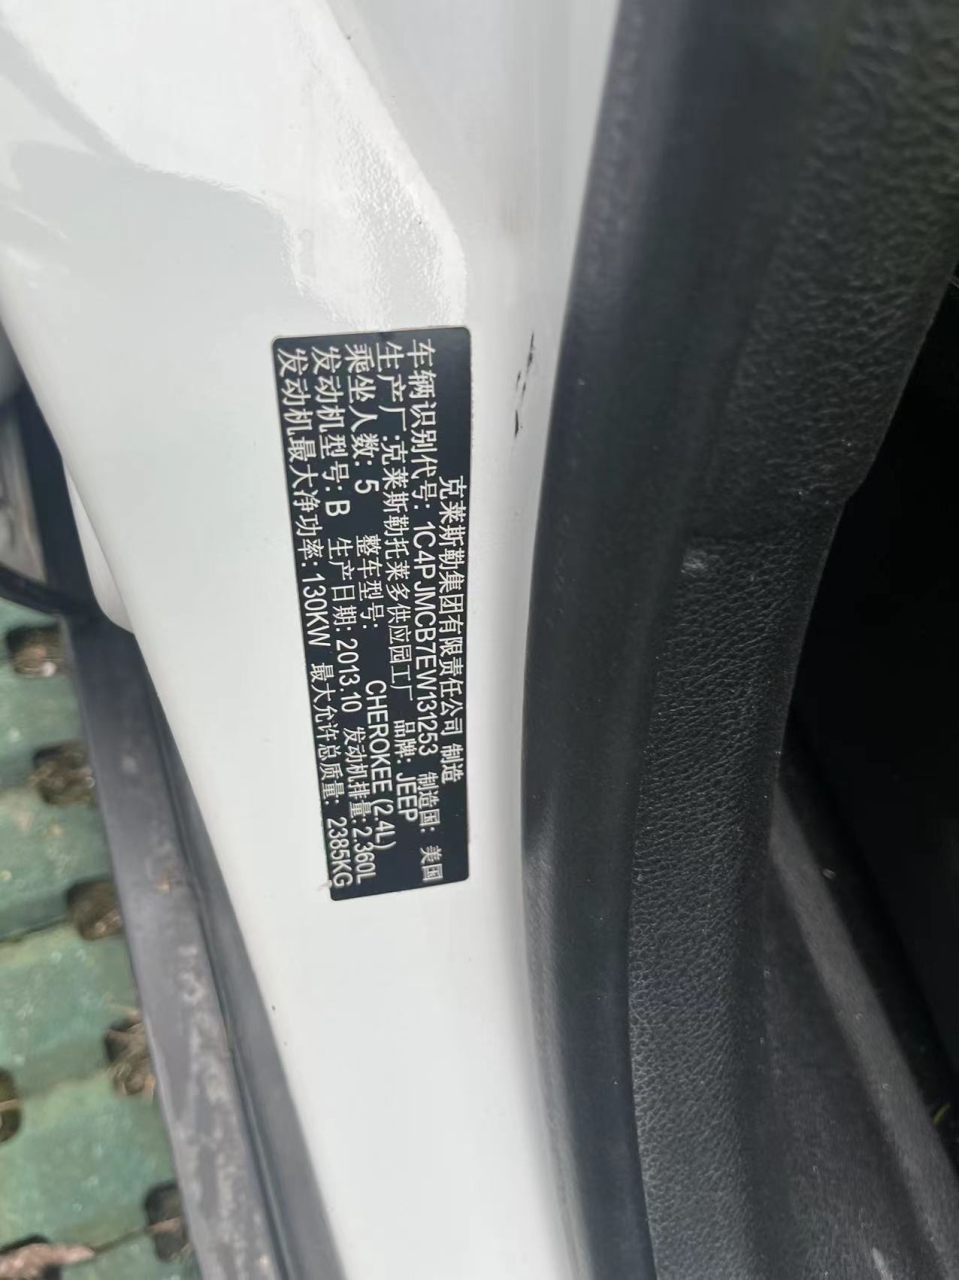 克莱斯勒集团有限责任公司 制造
车辆识别代号: 1C4PJMCB7EW131253 制造国: 美国
生产厂:克莱斯勒托莱多供应园工厂 品牌: JEEP
乘坐人数: 5 整车型号: CHEROKEE (2.4L)
发动机型号: B 生产日期: 2013.10 发动机排量: 2.360L
发动机最大净功率: 130KW 最大允许总质量: 2385KG